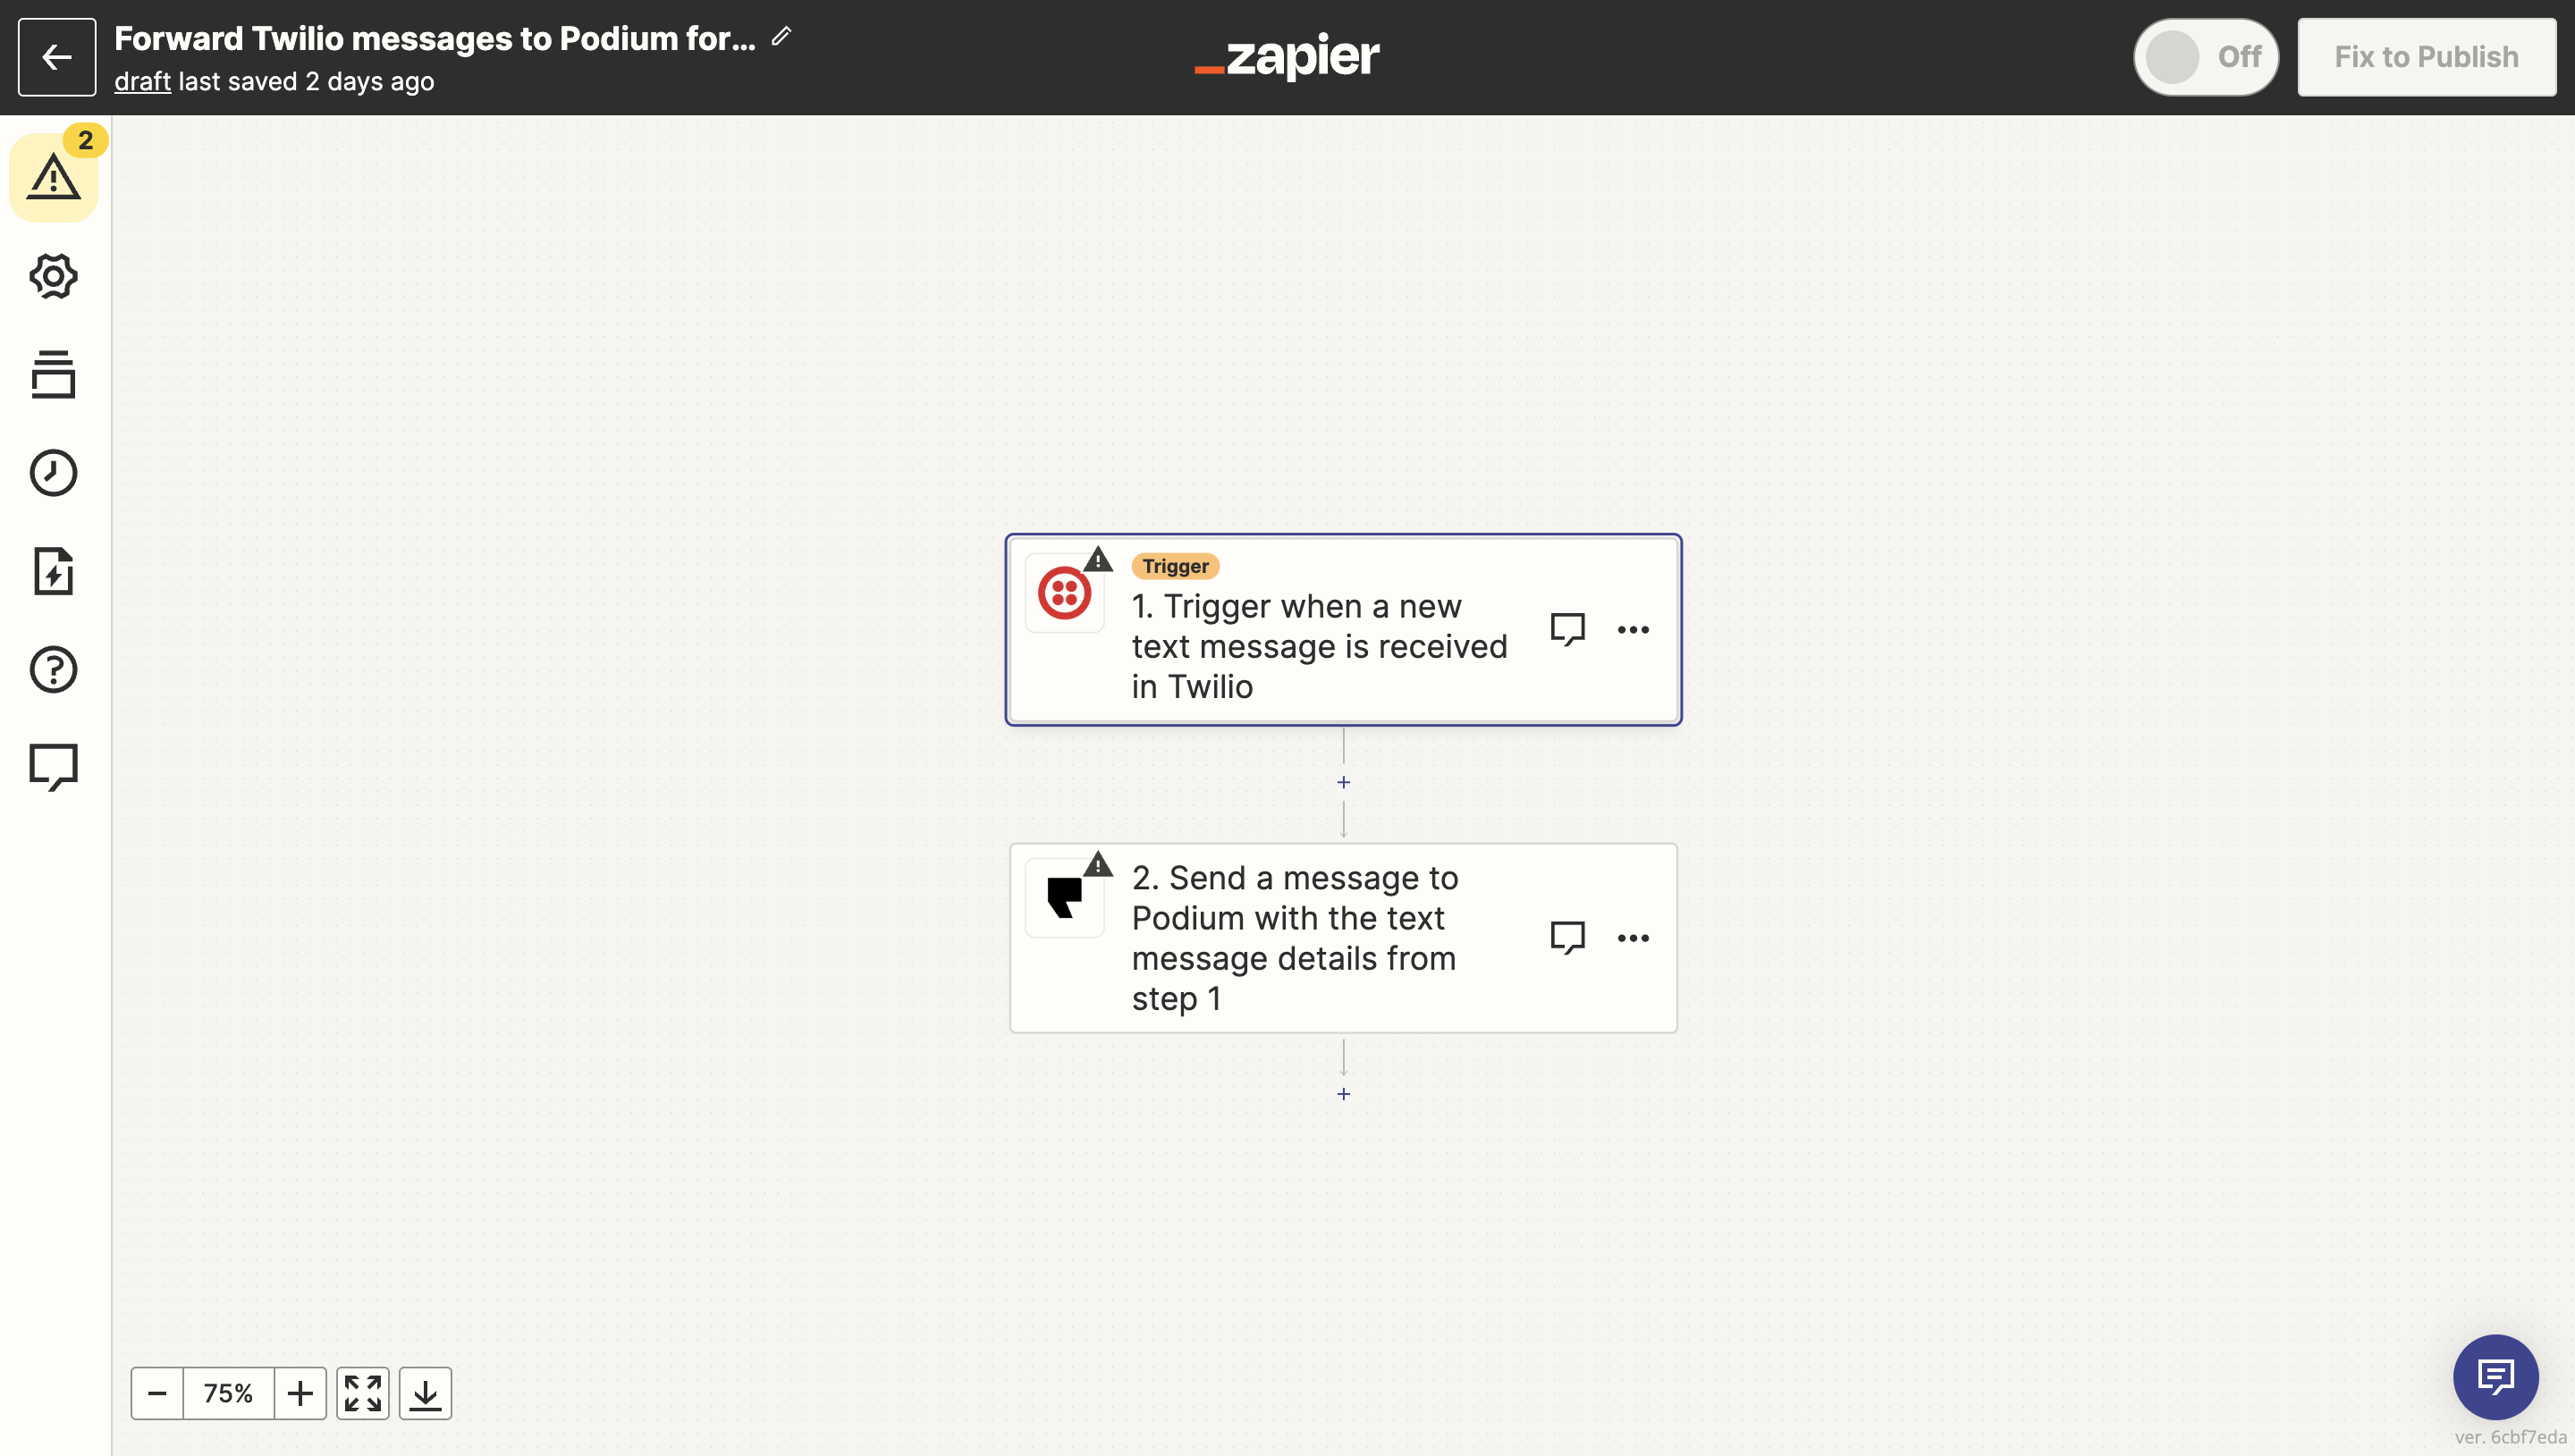 Forward Twilio messages to Podium for...
draft last saved 2 days ago
zapier
Off
Fix to Publish
2
Trigger
1. Trigger when a new
text message is received
in Twilio
2. Send a message to
Podium with the text
message details from
step 1
75%
ver. 6cbf7eda